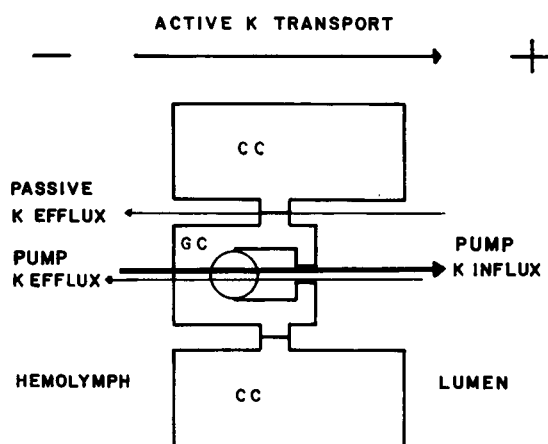 ACTIVE K TRANSPORT
− +
CC
PASSIVE
K EFFLUX
GC
PUMP
K EFFLUX
PUMP
K INFLUX
HEMOLYMPH
CC
LUMEN